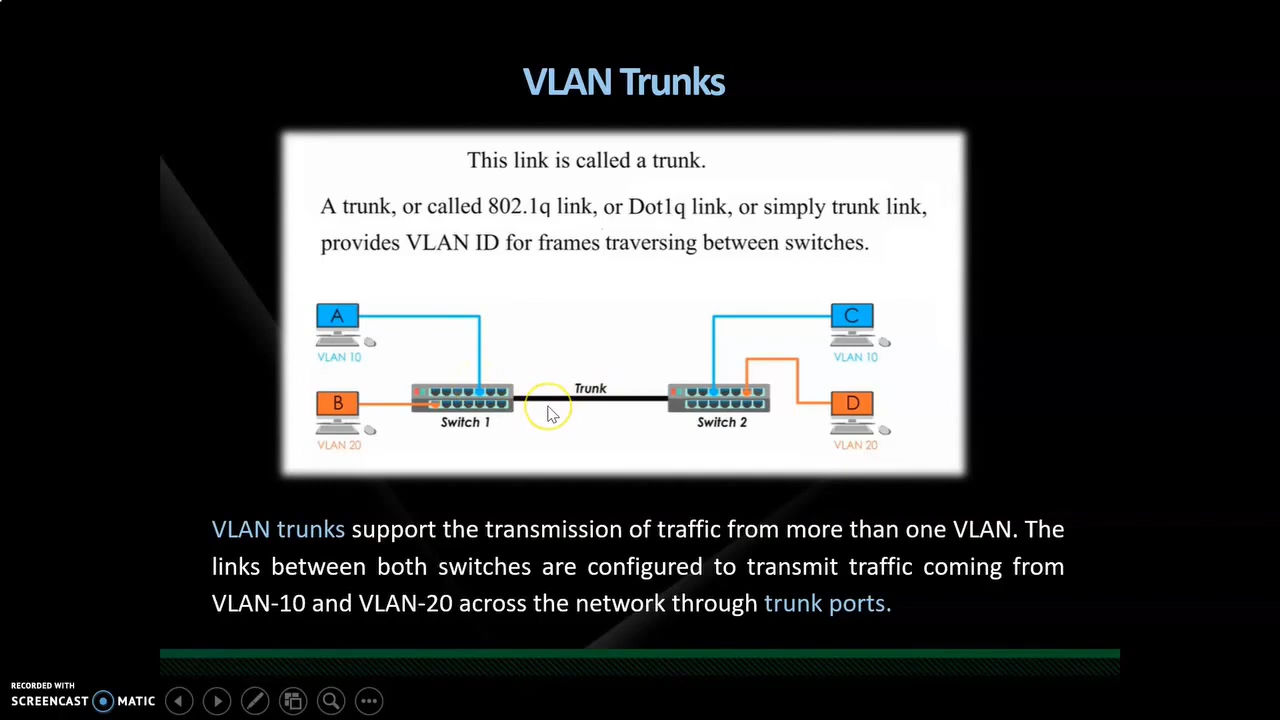 VLAN Trunks
This link is called a trunk.
A trunk, or called 802.1q link, or Dot1q link, or simply trunk link,
provides VLAN ID for frames traversing between switches.
A
C
VLAN 10
VLAN 10
Trunk
B
D
Switch 1
Switch 2
VLAN 20
VLAN 20
VLAN trunks support the transmission of traffic from more than one VLAN. The
links between both switches are configured to transmit traffic coming from
VLAN-10 and VLAN-20 across the network through trunk ports.
RECORDED WITH
SCREENCAST MATIC